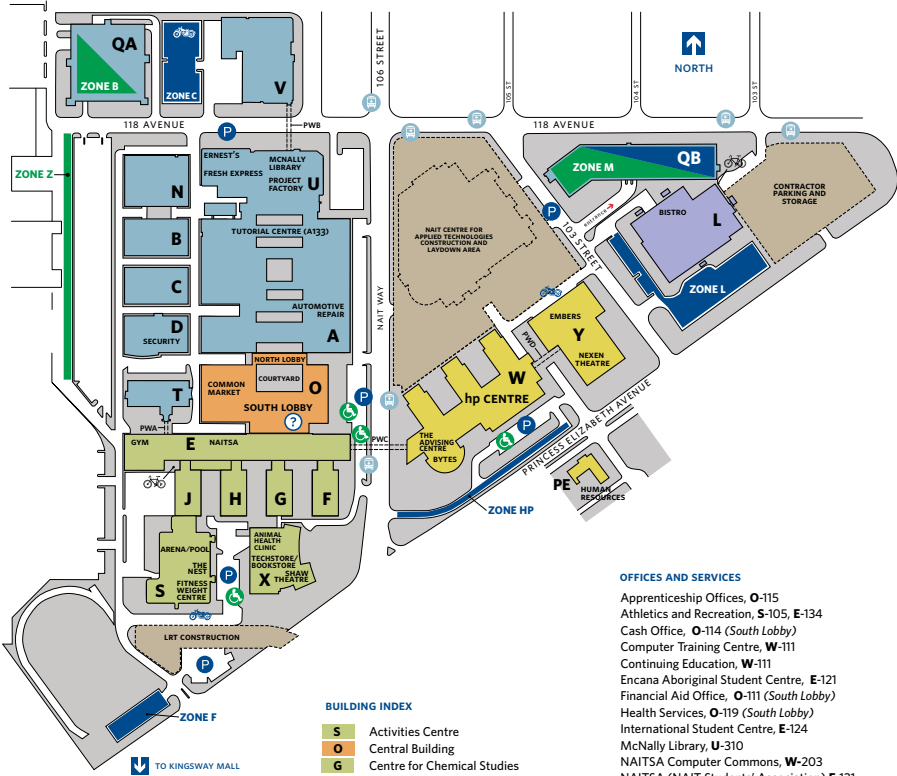 QA
ZONE B
ZONE C
V
106 STREET
105 ST
104 ST
103 ST
NORTH
118 AVENUE
P
PWB
118 AVENUE
ZONE Z
ERNEST'S
FRESH EXPRESS
MCNALLY
LIBRARY
PROJECT
FACTORY
U
N
B
C
D
SECURITY
T
PWA
TUTORIAL CENTRE (A133)
AUTOMOTIVE
REPAIR
A
NAIT WAY
NAIT CENTRE FOR
APPLIED TECHNOLOGIES
CONSTRUCTION AND
LAYDOWN AREA
ZONE M
QB
P
entrance
103 STREET
BISTRO
L
CONTRACTOR
PARKING AND
STORAGE
ZONE L
EMBERS
Y
NEXEN
THEATRE
PWD
W
hp CENTRE
NORTH LOBBY
COURTYARD
COMMON
MARKET
O
SOUTH LOBBY
?
P
PWC
GYM
E
NAITSA
THE
ADVISING
CENTRE
BYTES
P
PRINCESS ELIZABETH AVENUE
PE
HUMAN
RESOURCES
ZONE HP
J
H
G
F
ARENA/POOL
THE
NEST
FITNESS
WEIGHT
CENTRE
S
P
ANIMAL
HEALTH
CLINIC
TECHSTORE/
BOOKSTORE
X
SHAW
THEATRE
LRT CONSTRUCTION
P
ZONE F
TO KINGSWAY MALL
BUILDING INDEX
S Activities Centre
O Central Building
G Centre for Chemical Studies
OFFICES AND SERVICES
Apprenticeship Offices, O-115
Athletics and Recreation, S-105, E-134
Cash Office, O-114 (South Lobby)
Computer Training Centre, W-111
Continuing Education, W-111
Encana Aboriginal Student Centre, E-121
Financial Aid Office, O-111 (South Lobby)
Health Services, O-119 (South Lobby)
International Student Centre, E-124
McNally Library, U-310
NAITSA Computer Commons, W-203
NAITSA (NAIT Students' Association) E-131